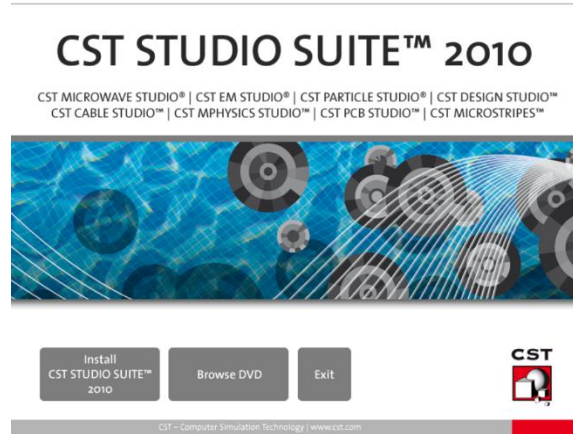 CST STUDIO SUITE™ 2010
CST MICROWAVE STUDIO® | CST EM STUDIO® | CST PARTICLE STUDIO® | CST DESIGN STUDIO™
CST CABLE STUDIO™ | CST MPHYSICS STUDIO™ | CST PCB STUDIO™ | CST MICROSTRIPES™
Install
CST STUDIO SUITE™
2010
Browse DVD
Exit
CST
CST – Computer Simulation Technology | www.cst.com